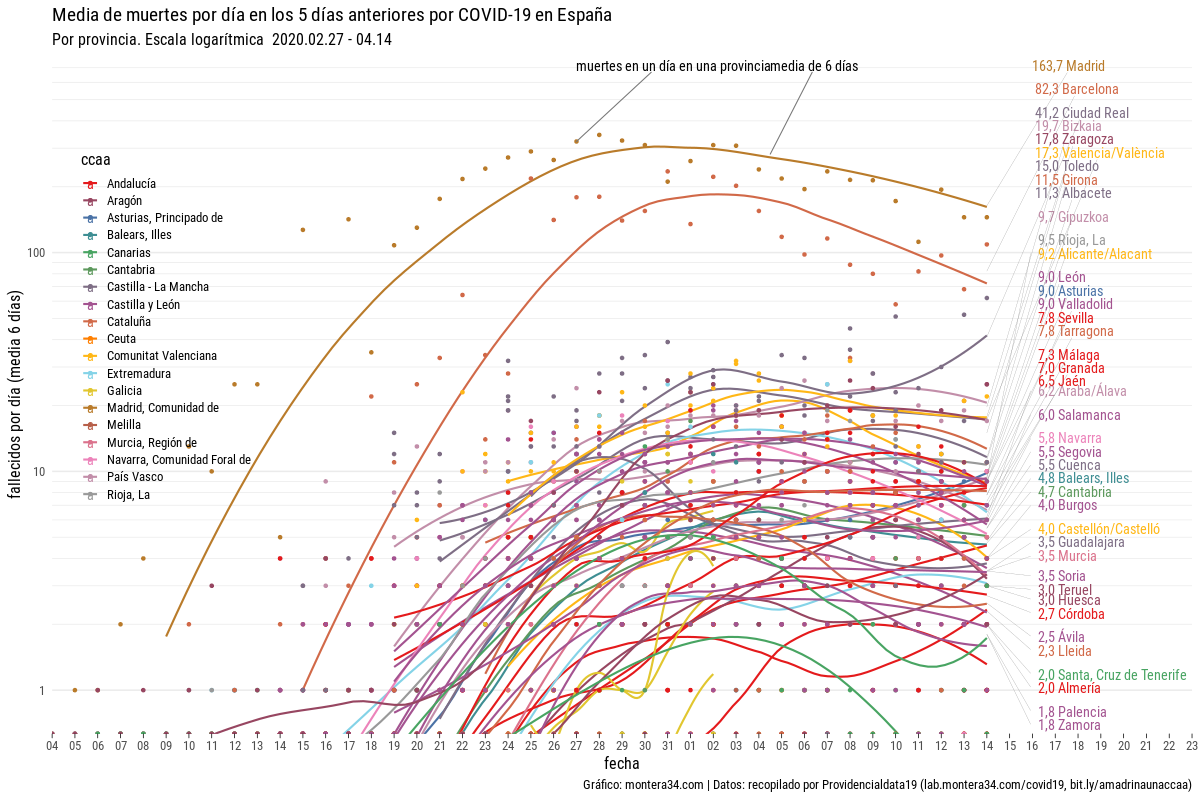 Media de muertes por día en los 5 días anteriores por COVID-19 en España
Por provincia. Escala logarítmica 2020.02.27 - 04.14
muertes en un día en una provincia
media de 6 días
163,7 Madrid
82,3 Barcelona
41,2 Ciudad Real
19,7 Bizkaia
17,8 Zaragoza
17,3 Valencia/València
15,0 Toledo
11,5 Girona
11,3 Albacete
9,7 Gipuzkoa
9,5 Rioja, La
9,2 Alicante/Alacant
9,0 León
9,0 Asturias
9,0 Valladolid
7,8 Sevilla
7,8 Tarragona
7,3 Málaga
7,0 Granada
6,5 Jaén
6,2 Araba/Álava
6,0 Salamanca
5,8 Navarra
5,5 Segovia
5,5 Cuenca
4,8 Balears, Illes
4,7 Cantabria
4,0 Burgos
4,0 Castellón/Castelló
3,5 Guadalajara
3,5 Murcia
3,5 Soria
3,0 Teruel
3,0 Huesca
2,7 Córdoba
2,5 Ávila
2,3 Lleida
2,0 Santa, Cruz de Tenerife
2,0 Almería
1,8 Palencia
1,8 Zamora
ccaa
Andalucía
Aragón
Asturias, Principado de
Balears, Illes
Canarias
Cantabria
Castilla - La Mancha
Castilla y León
Cataluña
Ceuta
Comunitat Valenciana
Extremadura
Galicia
Madrid, Comunidad de
Melilla
Murcia, Región de
Navarra, Comunidad Foral de
País Vasco
Rioja, La
fallecidos por día (media 6 días)
100
10
1
04 05 06 07 08 09 10 11 12 13 14 15 16 17 18 19 20 21 22 23 24 25 26 27 28 29 30 31 01 02 03 04 05 06 07 08 09 10 11 12 13 14 15 16 17 18 19 20 21 22 23
fecha
Gráfico: montera34.com | Datos: recopilado por Providencialdata19 (lab.montera34.com/covid19, bit.ly/amadrinaunaccaa)